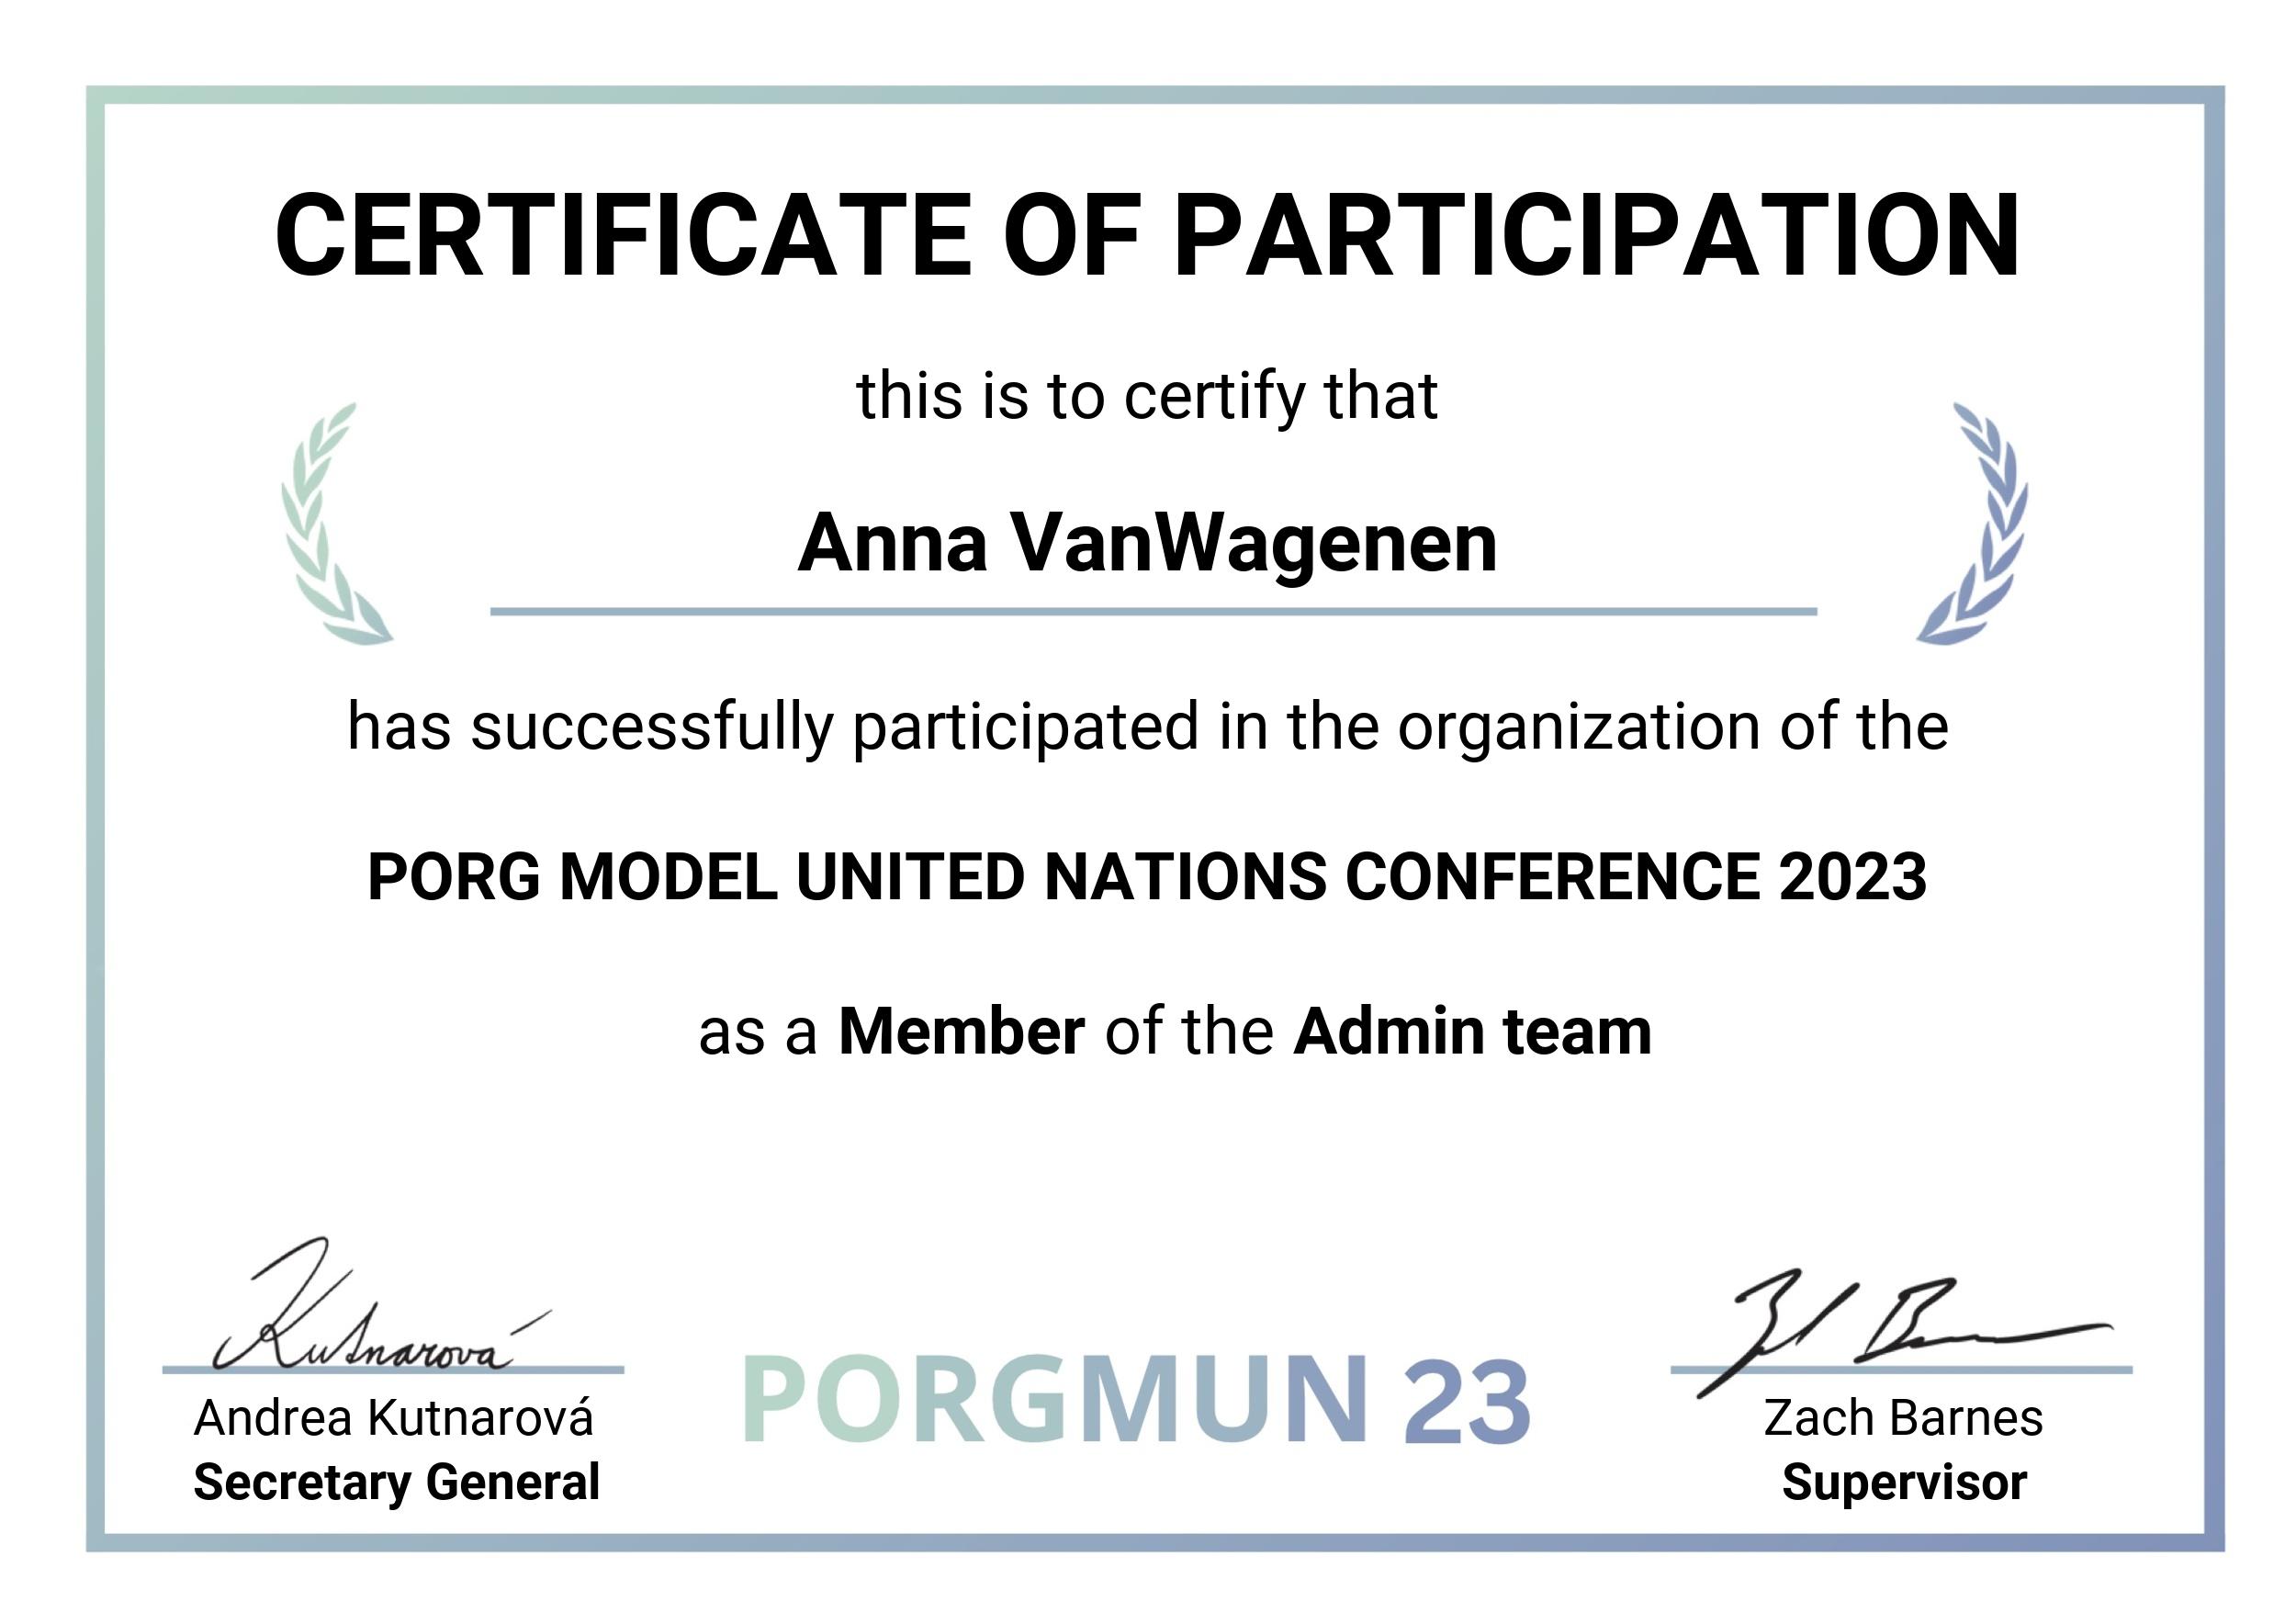 CERTIFICATE OF PARTICIPATION
this is to certify that
Anna VanWagenen
has successfully participated in the organization of the
PORG MODEL UNITED NATIONS CONFERENCE 2023
as a Member of the Admin team
Kutnarová
Andrea Kutnarová
Secretary General
PORGMUN 23
Zach Barnes
Supervisor